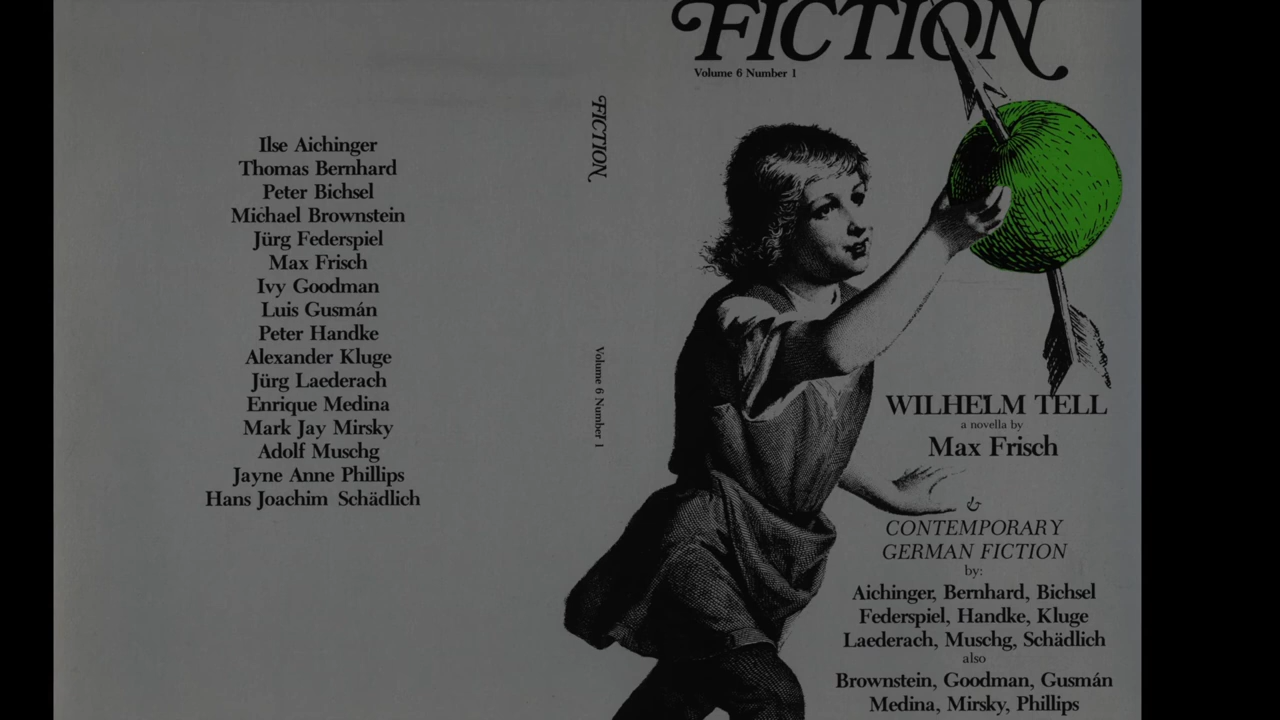 Ilse Aichinger
Thomas Bernhard
Peter Bichsel
Michael Brownstein
Jürg Federspiel
Max Frisch
Ivy Goodman
Luis Gusmán
Peter Handke
Alexander Kluge
Jürg Laederach
Enrique Medina
Mark Jay Mirsky
Adolf Muschg
Jayne Anne Phillips
Hans Joachim Schädlich
FICTION
Volume 6 Number 1
FICTION
Volume 6 Number 1
WILHELM TELL
a novella by
Max Frisch
&
CONTEMPORARY
GERMAN FICTION
by:
Aichinger, Bernhard, Bichsel
Federspiel, Handke, Kluge
Laederach, Muschg, Schädlich
also
Brownstein, Goodman, Gusmán
Medina, Mirsky, Phillips